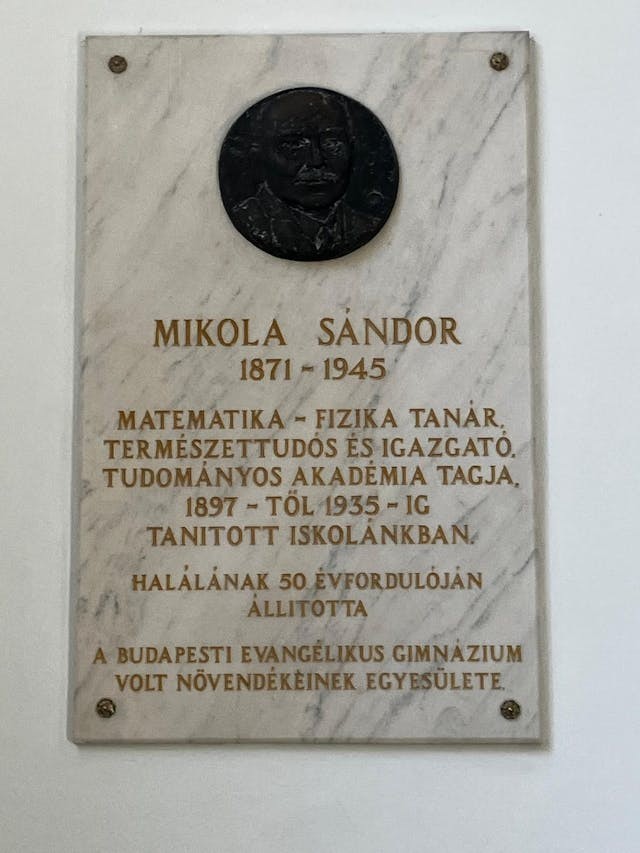 MIKOLA SÁNDOR
1871 - 1945
MATEMATIKA - FIZIKA TANÁR,
TERMÉSZETTUDÓS ÉS IGAZGATÓ,
TUDOMÁNYOS AKADÉMIA TAGJA,
1897 - TŐL 1935 - IG
TANITOTT ISKOLÁNKBAN.
HALÁLÁNAK 50 ÉVFORDULÓJÁN
ÁLLITOTTA
A BUDAPESTI EVANGÉLIKUS GIMNÁZIUM
VOLT NÖVENDÉKEINEK EGYESÜLETE.